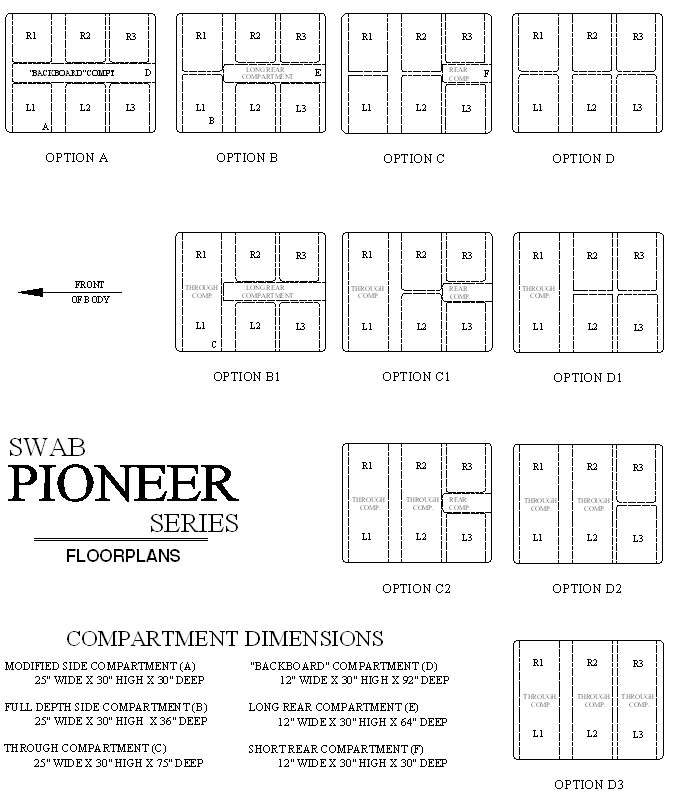 R1 R2 R3
"BACKBOARD" COMPT D
L1 L2 L3
A
OPTION A
R1 R2 R3
LONG REAR
COMPARTMENT E
L1 L2 L3
B
OPTION B
R1 R2 R3
REAR
COMP. F
L1 L2 L3
OPTION C
R1 R2 R3
L1 L2 L3
OPTION D
FRONT
OF BODY
R1 R2 R3
THROUGH
COMP.
LONG REAR
COMPARTMENT
L1 L2 L3
C
OPTION B1
R1 R2 R3
THROUGH
COMP.
REAR
COMP.
L1 L2 L3
OPTION C1
R1 R2 R3
THROUGH
COMP.
L1 L2 L3
OPTION D1
SWAB
PIONEER
SERIES
FLOORPLANS
R1 R2 R3
THROUGH
COMP.
THROUGH
COMP.
REAR
COMP.
L1 L2 L3
OPTION C2
R1 R2 R3
THROUGH
COMP.
THROUGH
COMP.
L1 L2 L3
OPTION D2
COMPARTMENT DIMENSIONS
MODIFIED SIDE COMPARTMENT (A)
25" WIDE X 30" HIGH X 30" DEEP
FULL DEPTH SIDE COMPARTMENT (B)
25" WIDE X 30" HIGH X 36" DEEP
THROUGH COMPARTMENT (C)
25" WIDE X 30" HIGH X 75" DEEP
"BACKBOARD" COMPARTMENT (D)
12" WIDE X 30" HIGH X 92" DEEP
LONG REAR COMPARTMENT (E)
12" WIDE X 30" HIGH X 64" DEEP
SHORT REAR COMPARTMENT (F)
12" WIDE X 30" HIGH X 30" DEEP
R1 R2 R3
THROUGH
COMP.
THROUGH
COMP.
THROUGH
COMP.
L1 L2 L3
OPTION D3